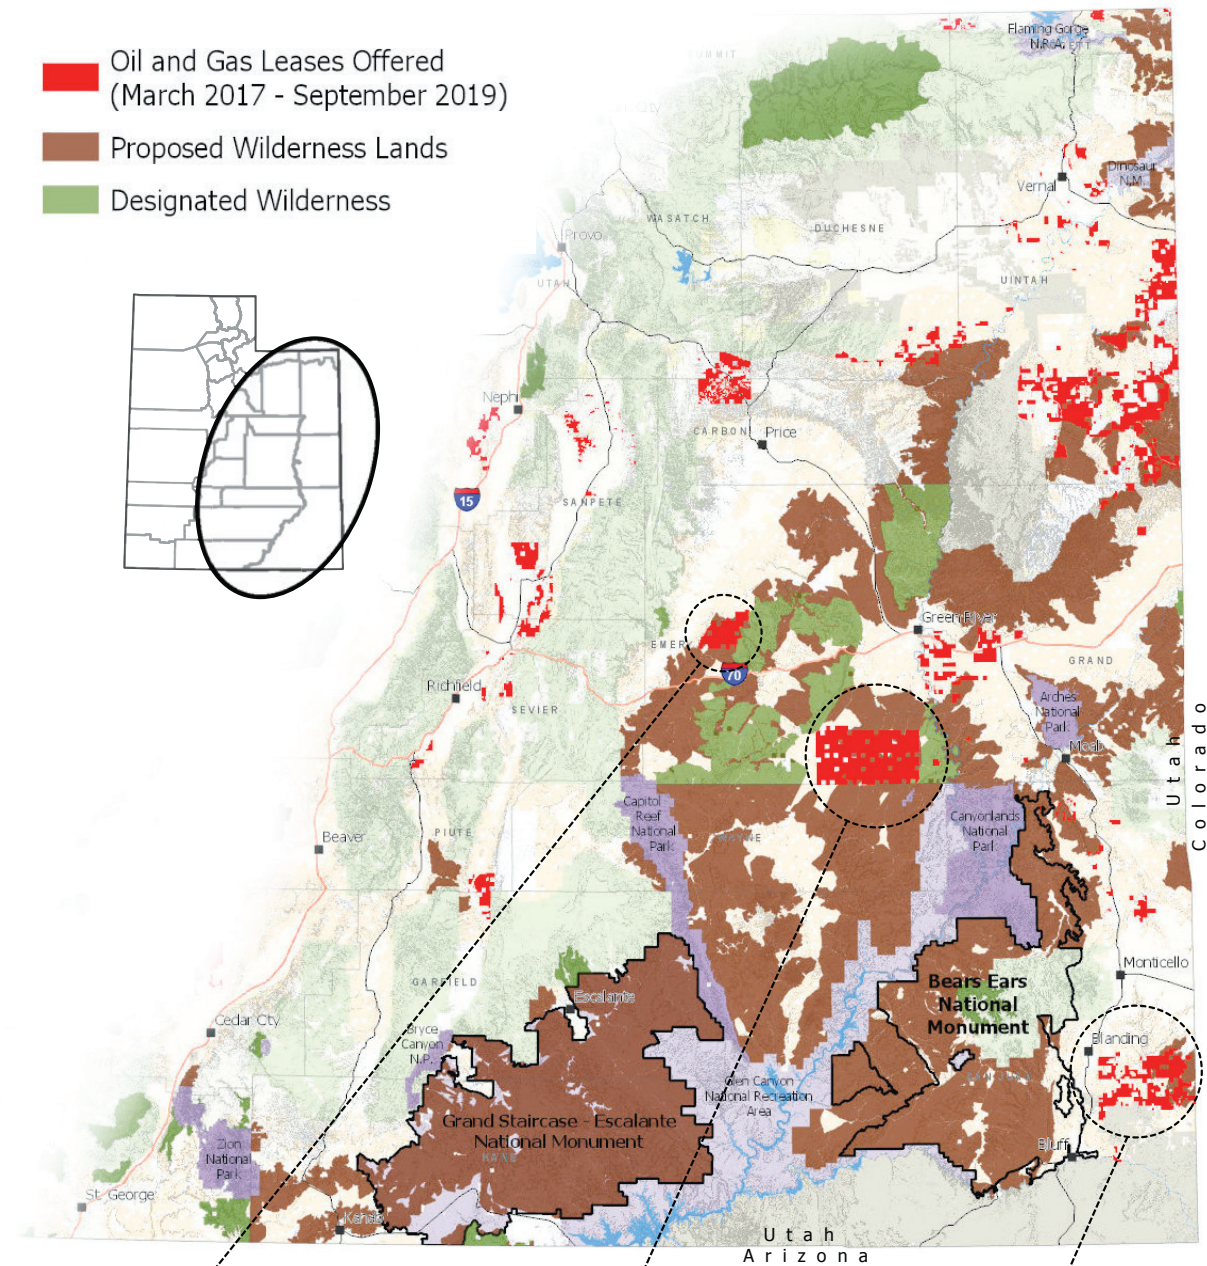 Oil and Gas Leases Offered
(March 2017 - September 2019)
Proposed Wilderness Lands
Designated Wilderness
Flaming Gorge
N.R.A.
Dinosaur
N.M.
Vernal
WASATCH
DUCHESNE
Provo
UTAH
UINTAH
Nephi
CARBON
Price
15
SANPETE
Green River
EMERY
70
GRAND
Richfield
SEVIER
Arches
National
Park
Moab
Utah
Colorado
Capitol
Reef
National
Park
Canyonlands
National
Park
Beaver
PIUTE
WAYNE
Monticello
Bears Ears
National
Monument
GARFIELD
Escalante
Cedar City
Bryce
Canyon
N.P.
Blanding
Glen Canyon
National Recreation
Area
Grand Staircase - Escalante
National Monument
KANE
Zion
National
Park
Bluff
St. George
Kanab
Utah
Arizona